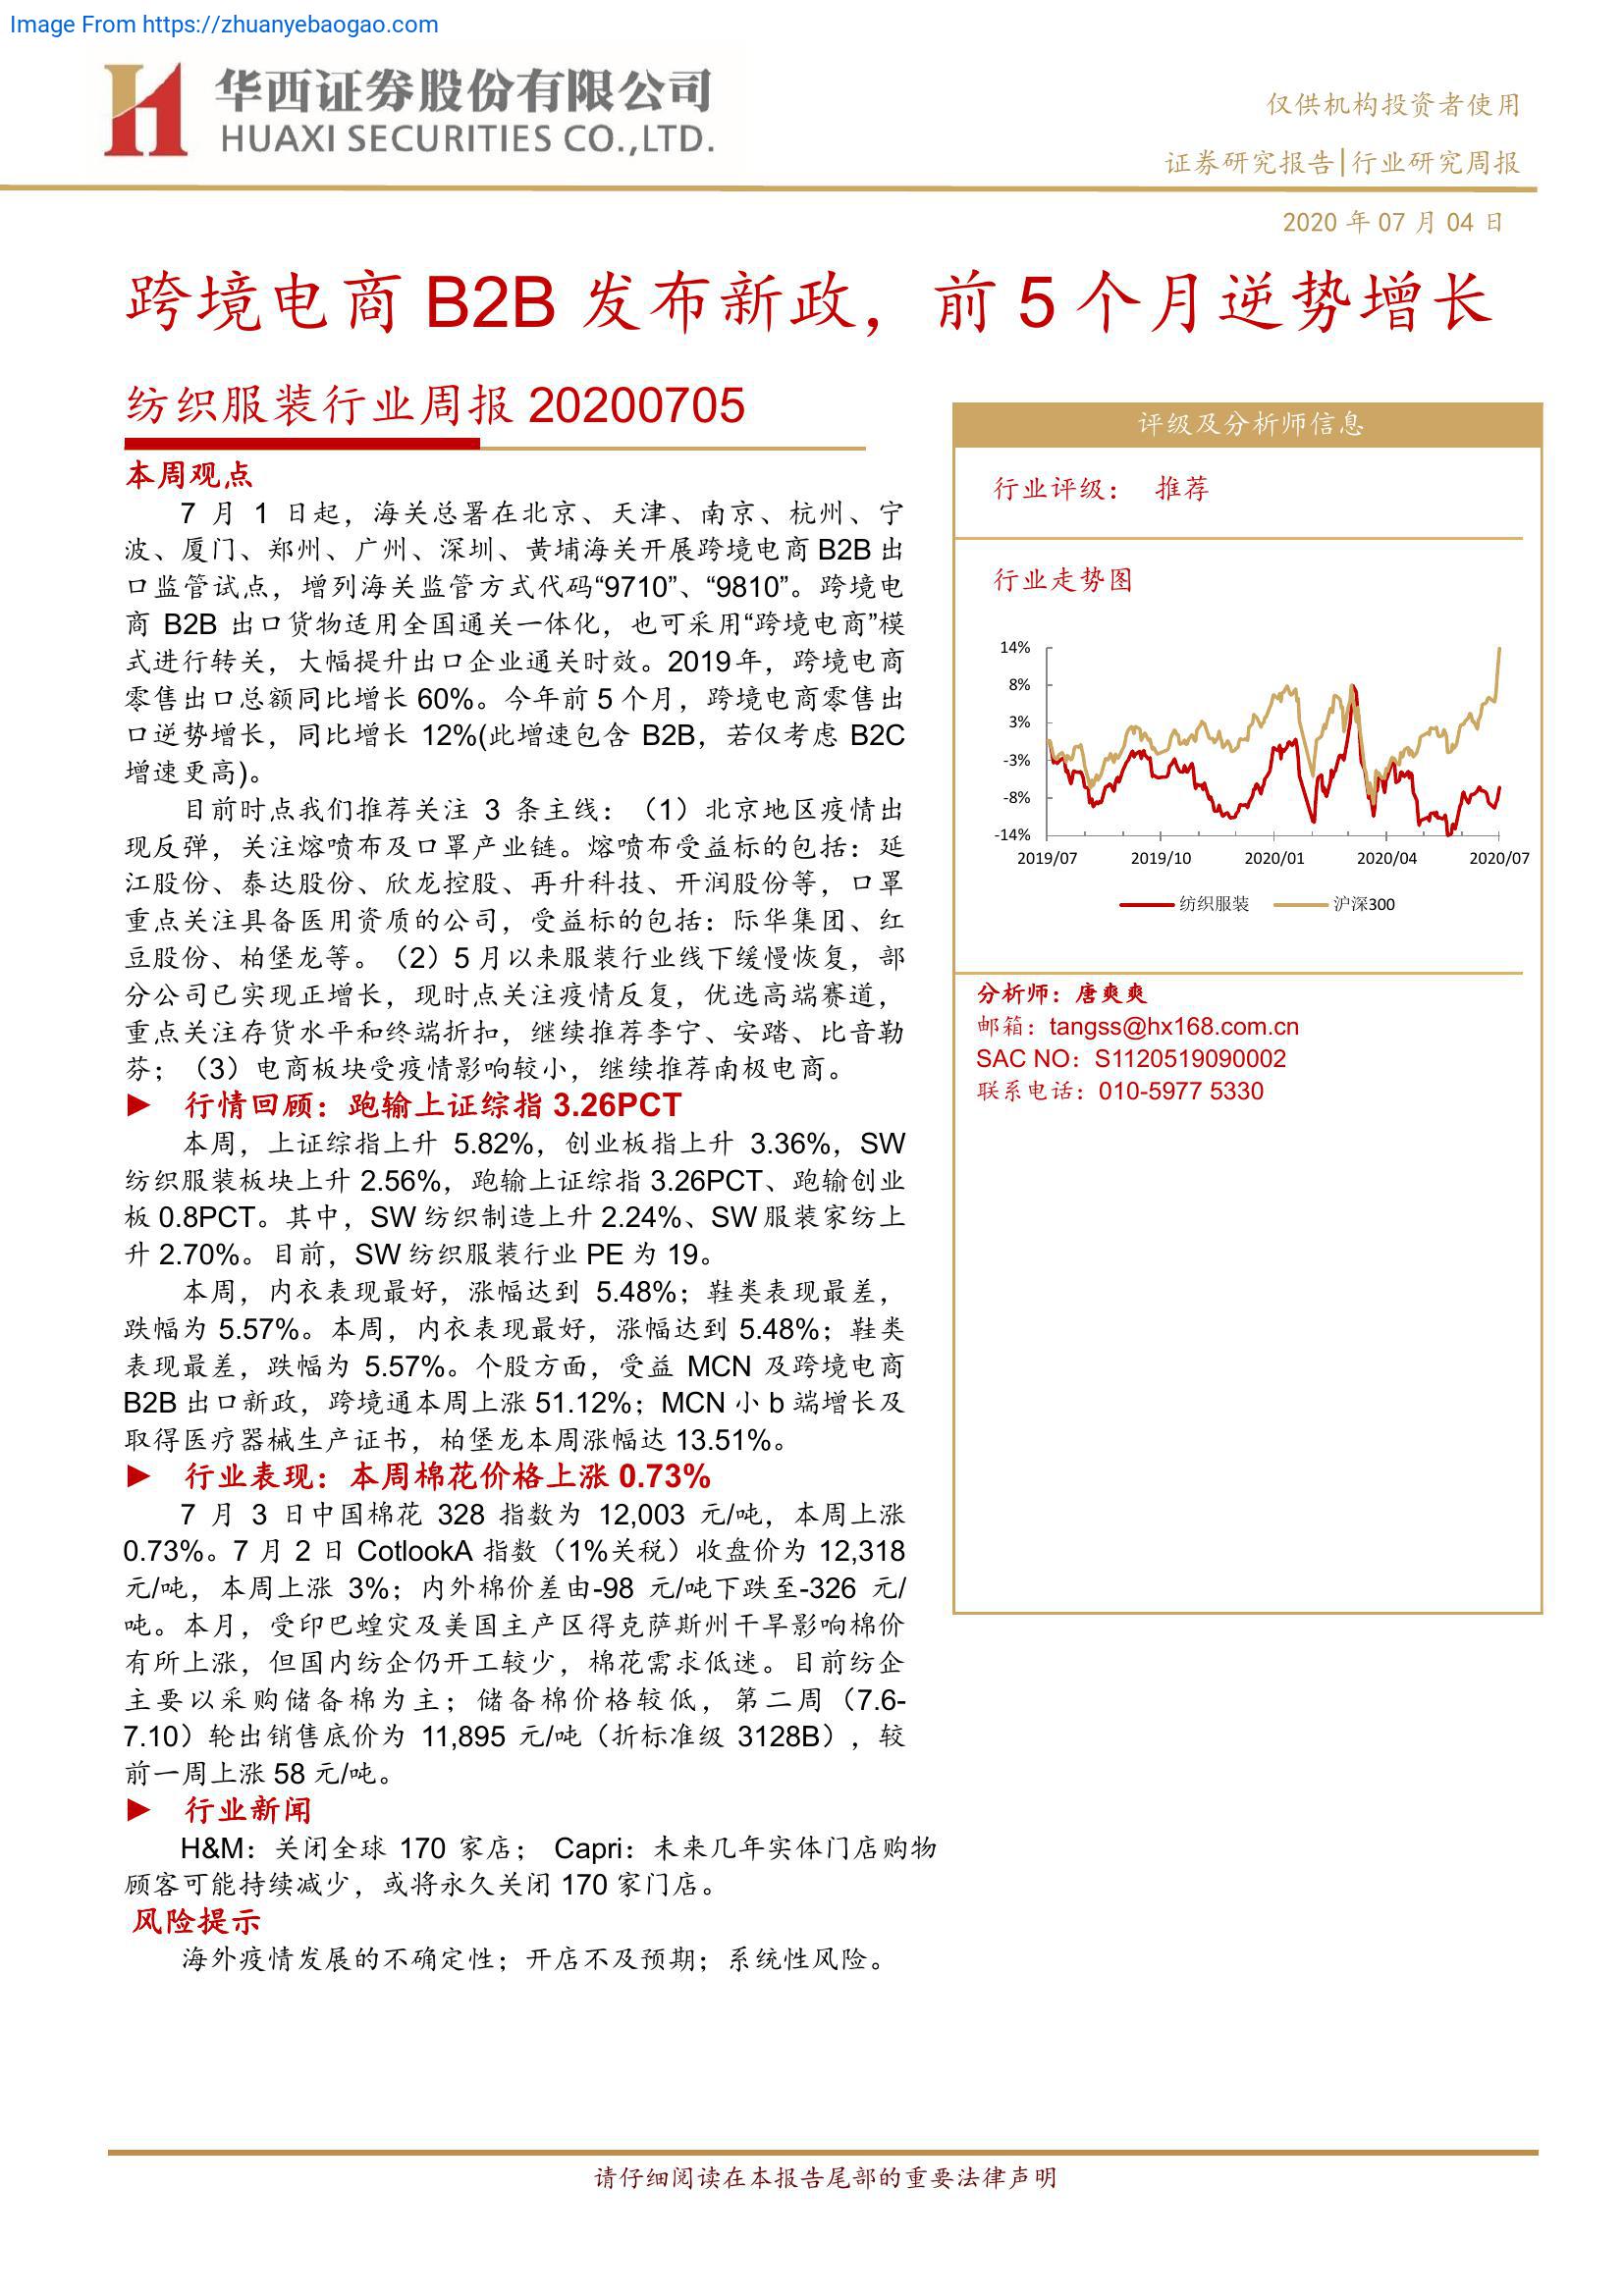 Image From https://zhuanyebaogao.com
华西证券股份有限公司
HUAXI SECURITIES CO.,LTD.
仅供机构投资者使用
证券研究报告|行业研究周报
2020 年 07 月 04 日
跨境电商 B2B 发布新政，前 5 个月逆势增长
纺织服装行业周报 20200705
本周观点
7 月 1 日起，海关总署在北京、天津、南京、杭州、宁
波、厦门、郑州、广州、深圳、黄埔海关开展跨境电商 B2B 出
口监管试点，增列海关监管方式代码“9710”、“9810”。跨境电
商 B2B 出口货物适用全国通关一体化，也可采用“跨境电商”模
式进行转关，大幅提升出口企业通关时效。2019 年，跨境电商
零售出口总额同比增长 60%。今年前 5 个月，跨境电商零售出
口逆势增长，同比增长 12%(此增速包含 B2B，若仅考虑 B2C
增速更高)。
目前时点我们推荐关注 3 条主线：（1）北京地区疫情出
现反弹，关注熔喷布及口罩产业链。熔喷布受益标的包括：延
江股份、泰达股份、欣龙控股、再升科技、开润股份等，口罩
重点关注具备医用资质的公司，受益标的包括：际华集团、红
豆股份、柏堡龙等。（2）5 月以来服装行业线下缓慢恢复，部
分公司已实现正增长，现时点关注疫情反复，优选高端赛道，
重点关注存货水平和终端折扣，继续推荐李宁、安踏、比音勒
芬；（3）电商板块受疫情影响较小，继续推荐南极电商。
► 行情回顾：跑输上证综指 3.26PCT
本周，上证综指上升 5.82%，创业板指上升 3.36%，SW
纺织服装板块上升 2.56%，跑输上证综指 3.26PCT、跑输创业
板 0.8PCT。其中，SW 纺织制造上升 2.24%、SW 服装家纺上
升 2.70%。目前，SW 纺织服装行业 PE 为 19。
本周，内衣表现最好，涨幅达到 5.48%；鞋类表现最差，
跌幅为 5.57%。本周，内衣表现最好，涨幅达到 5.48%；鞋类
表现最差，跌幅为 5.57%。个股方面，受益 MCN 及跨境电商
B2B 出口新政，跨境通本周上涨 51.12%；MCN 小 b 端增长及
取得医疗器械生产证书，柏堡龙本周涨幅达 13.51%。
► 行业表现：本周棉花价格上涨 0.73%
7 月 3 日中国棉花 328 指数为 12,003 元/吨，本周上涨
0.73%。7 月 2 日 CotlookA 指数（1%关税）收盘价为 12,318
元/吨，本周上涨 3%；内外棉价差由-98 元/吨下跌至-326 元/
吨。本月，受印巴蝗灾及美国主产区得克萨斯州干旱影响棉价
有所上涨，但国内纺企仍开工较少，棉花需求低迷。目前纺企
主要以采购储备棉为主；储备棉价格较低，第二周（7.6-
7.10）轮出销售底价为 11,895 元/吨（折标准级 3128B），较
前一周上涨 58 元/吨。
► 行业新闻
H&M：关闭全球 170 家店； Capri：未来几年实体门店购物
顾客可能持续减少，或将永久关闭 170 家门店。
风险提示
海外疫情发展的不确定性；开店不及预期；系统性风险。
评级及分析师信息
行业评级： 推荐
行业走势图
14%
8%
3%
-3%
-8%
-14%
2019/07 2019/10 2020/01 2020/04 2020/07
纺织服装 沪深300
分析师：唐爽爽
邮箱：tangss@hx168.com.cn
SAC NO：S1120519090002
联系电话：010-5977 5330
请仔细阅读在本报告尾部的重要法律声明